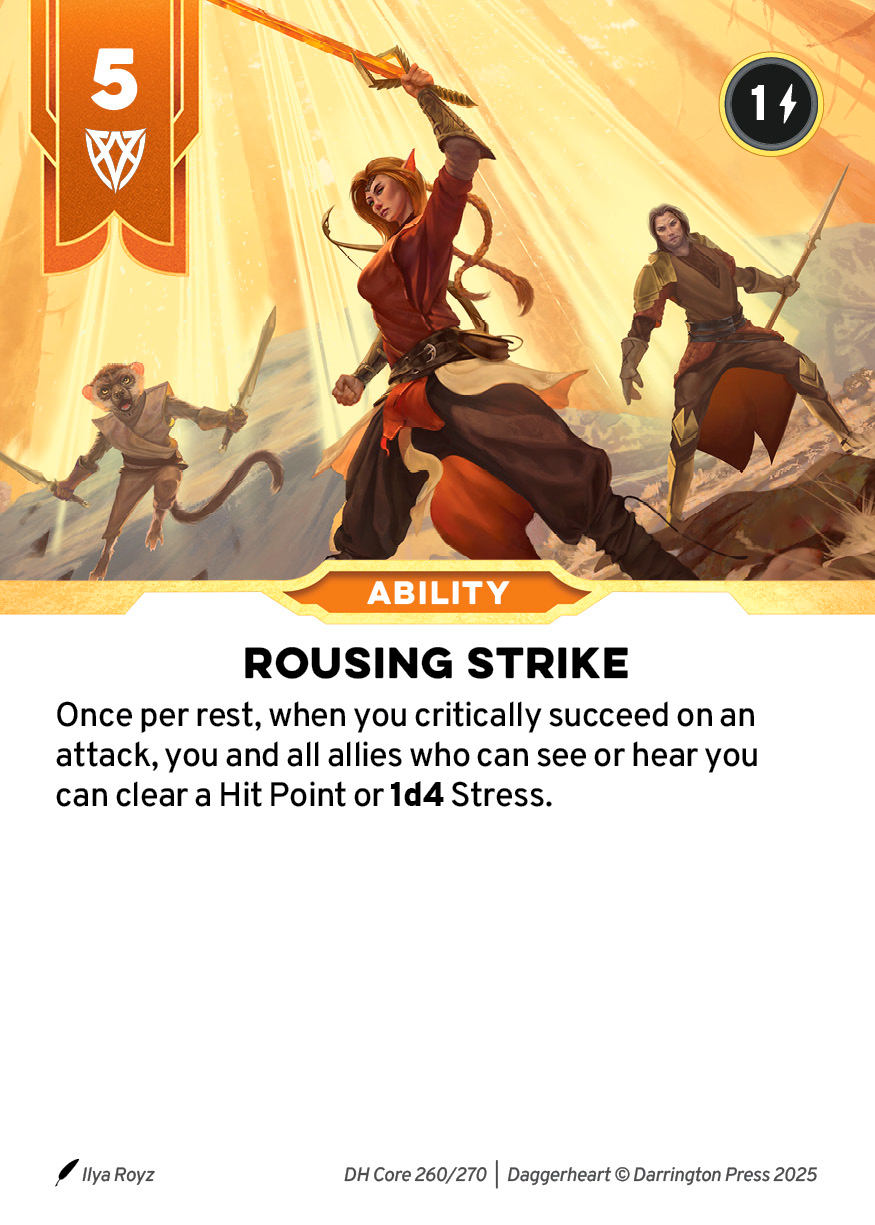 5
1
ABILITY
ROUSING STRIKE
Once per rest, when you critically succeed on an
attack, you and all allies who can see or hear you
can clear a Hit Point or 1d4 Stress.
Ilya Royz
DH Core 260/270 | Daggerheart © Darrington Press 2025